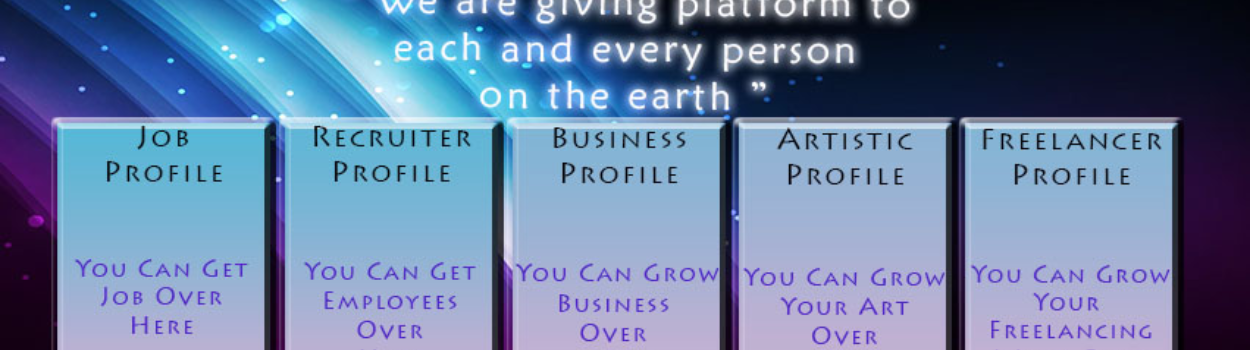 we are giving platform to
each and every person
on the earth ”
Job
Profile
You Can Get
Job Over
Here
Recruiter
Profile
You Can Get
Employees
Over
Business
Profile
You Can Grow
Business
Over
Artistic
Profile
You Can Grow
Your Art
Over
Freelancer
Profile
You Can Grow
Your
Freelancing